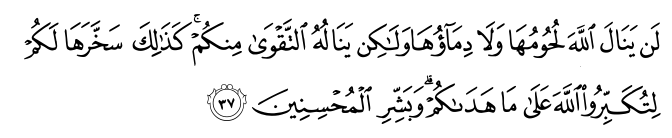 لَن يَنَالَ ٱللَّهَ لُحُومُهَا وَلَا دِمَآؤُهَا وَلَـٰكِن يَنَالُهُ ٱلتَّقْوَىٰ مِنكُمْ ۚ كَذَٰلِكَ سَخَّرَهَا لَكُمْ
لِتُكَبِّرُوا۟ ٱللَّهَ عَلَىٰ مَا هَدَىٰكُمْ ۗ وَبَشِّرِ ٱلْمُحْسِنِينَ ٣٧